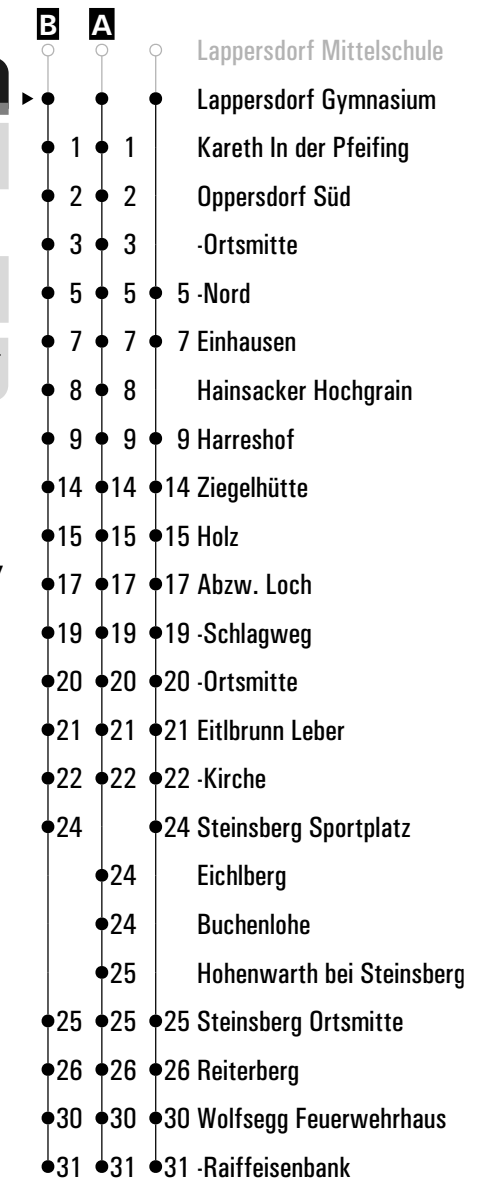 B A
Lappersdorf Mittelschule
Lappersdorf Gymnasium
1 1 Kareth In der Pfeifing
2 2 Oppersdorf Süd
3 3 -Ortsmitte
5 5 5 -Nord
7 7 7 Einhausen
8 8 Hainsacker Hochgrain
9 9 9 Harreshof
14 14 14 Ziegelhütte
15 15 15 Holz
17 17 17 Abzw. Loch
19 19 19 -Schlagweg
20 20 20 -Ortsmitte
21 21 21 Eitlbrunn Leber
22 22 22 -Kirche
24 24 Steinsberg Sportplatz
24 Eichlberg
24 Buchenlohe
25 Hohenwarth bei Steinsberg
25 25 25 Steinsberg Ortsmitte
26 26 26 Reiterberg
30 30 30 Wolfsegg Feuerwehrhaus
31 31 31 -Raiffeisenbank